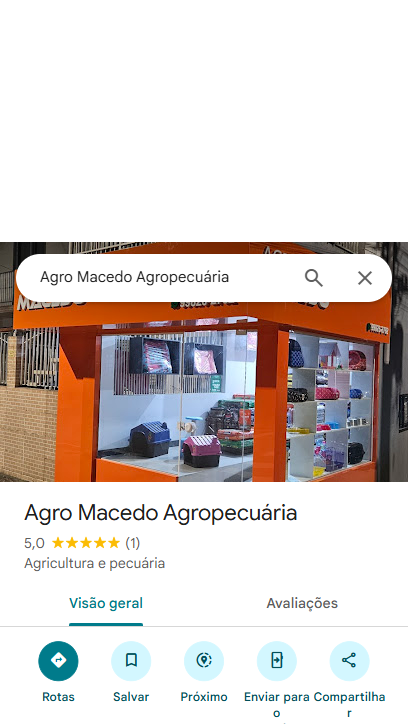 Agro Macedo Agropecuária
Agro Macedo Agropecuária
5,0 ★★★★★ (1)
Agricultura e pecuária
Visão geral
Avaliações
Rotas
Salvar
Próximo
Enviar para o
Compartilhar